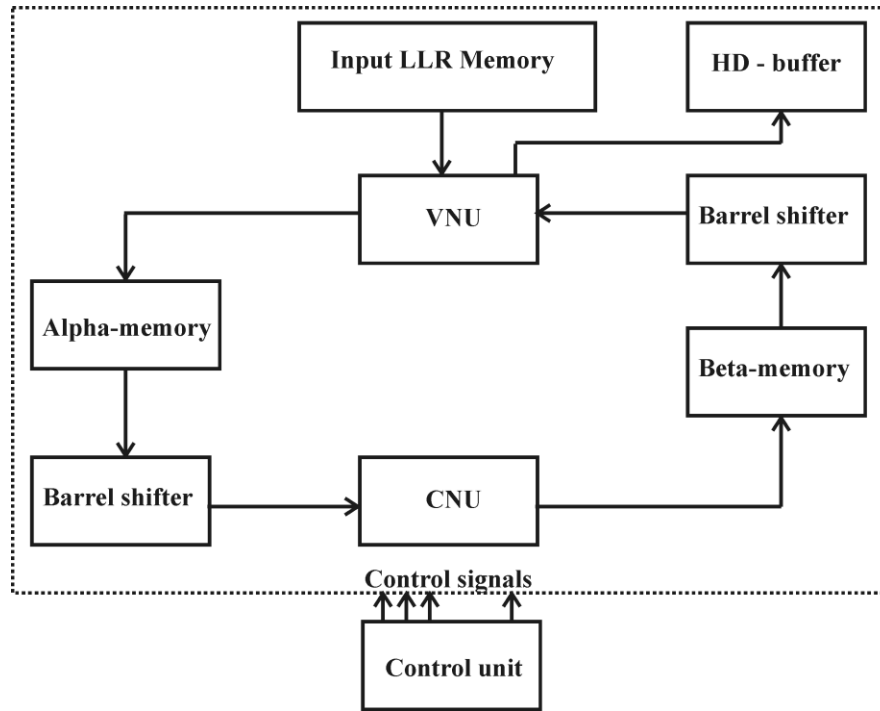 Input LLR Memory
HD - buffer
VNU
Barrel shifter
Alpha-memory
Beta-memory
Barrel shifter
CNU
Control signals
Control unit